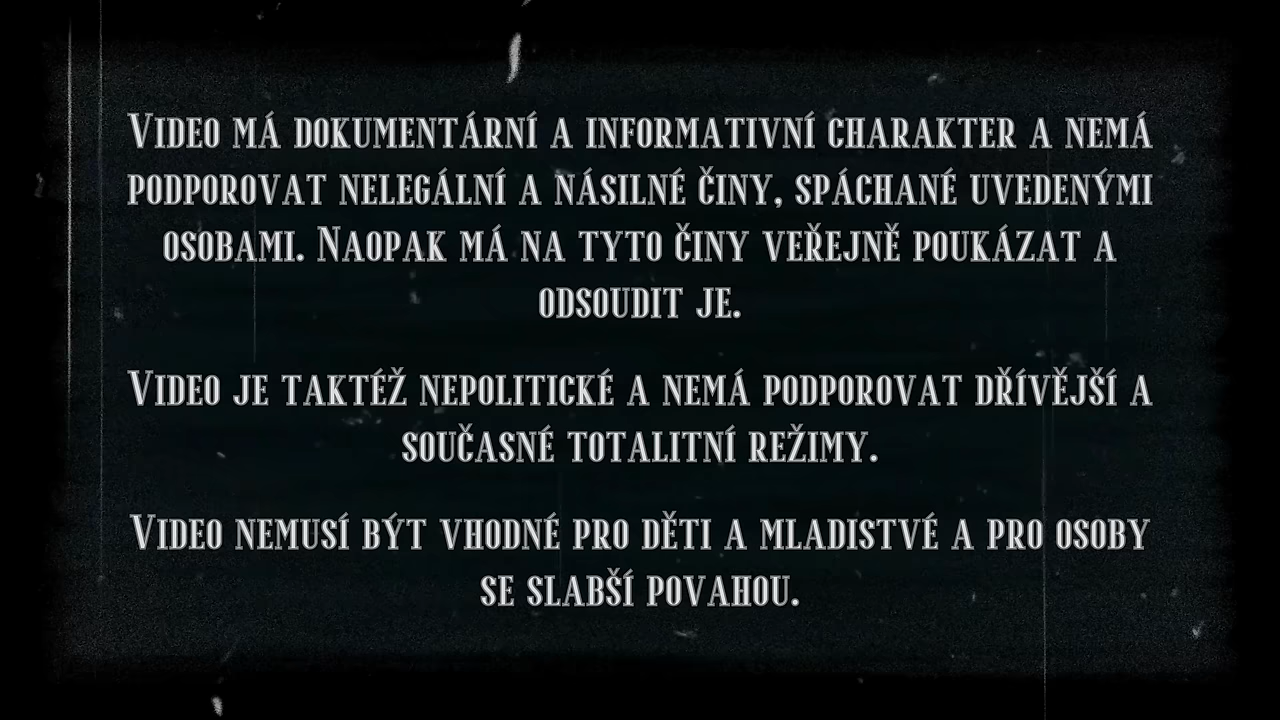 Video má dokumentární a informativní charakter a nemá
podporovat nelegální a násilné činy, spáchané uvedenými
osobami. Naopak má na tyto činy veřejně poukázat a
odsoudit je.
Video je taktéž nepolitické a nemá podporovat dřívější a
současné totalitní režimy.
Video nemusí být vhodné pro děti a mladistvé a pro osoby
se slabší povahou.